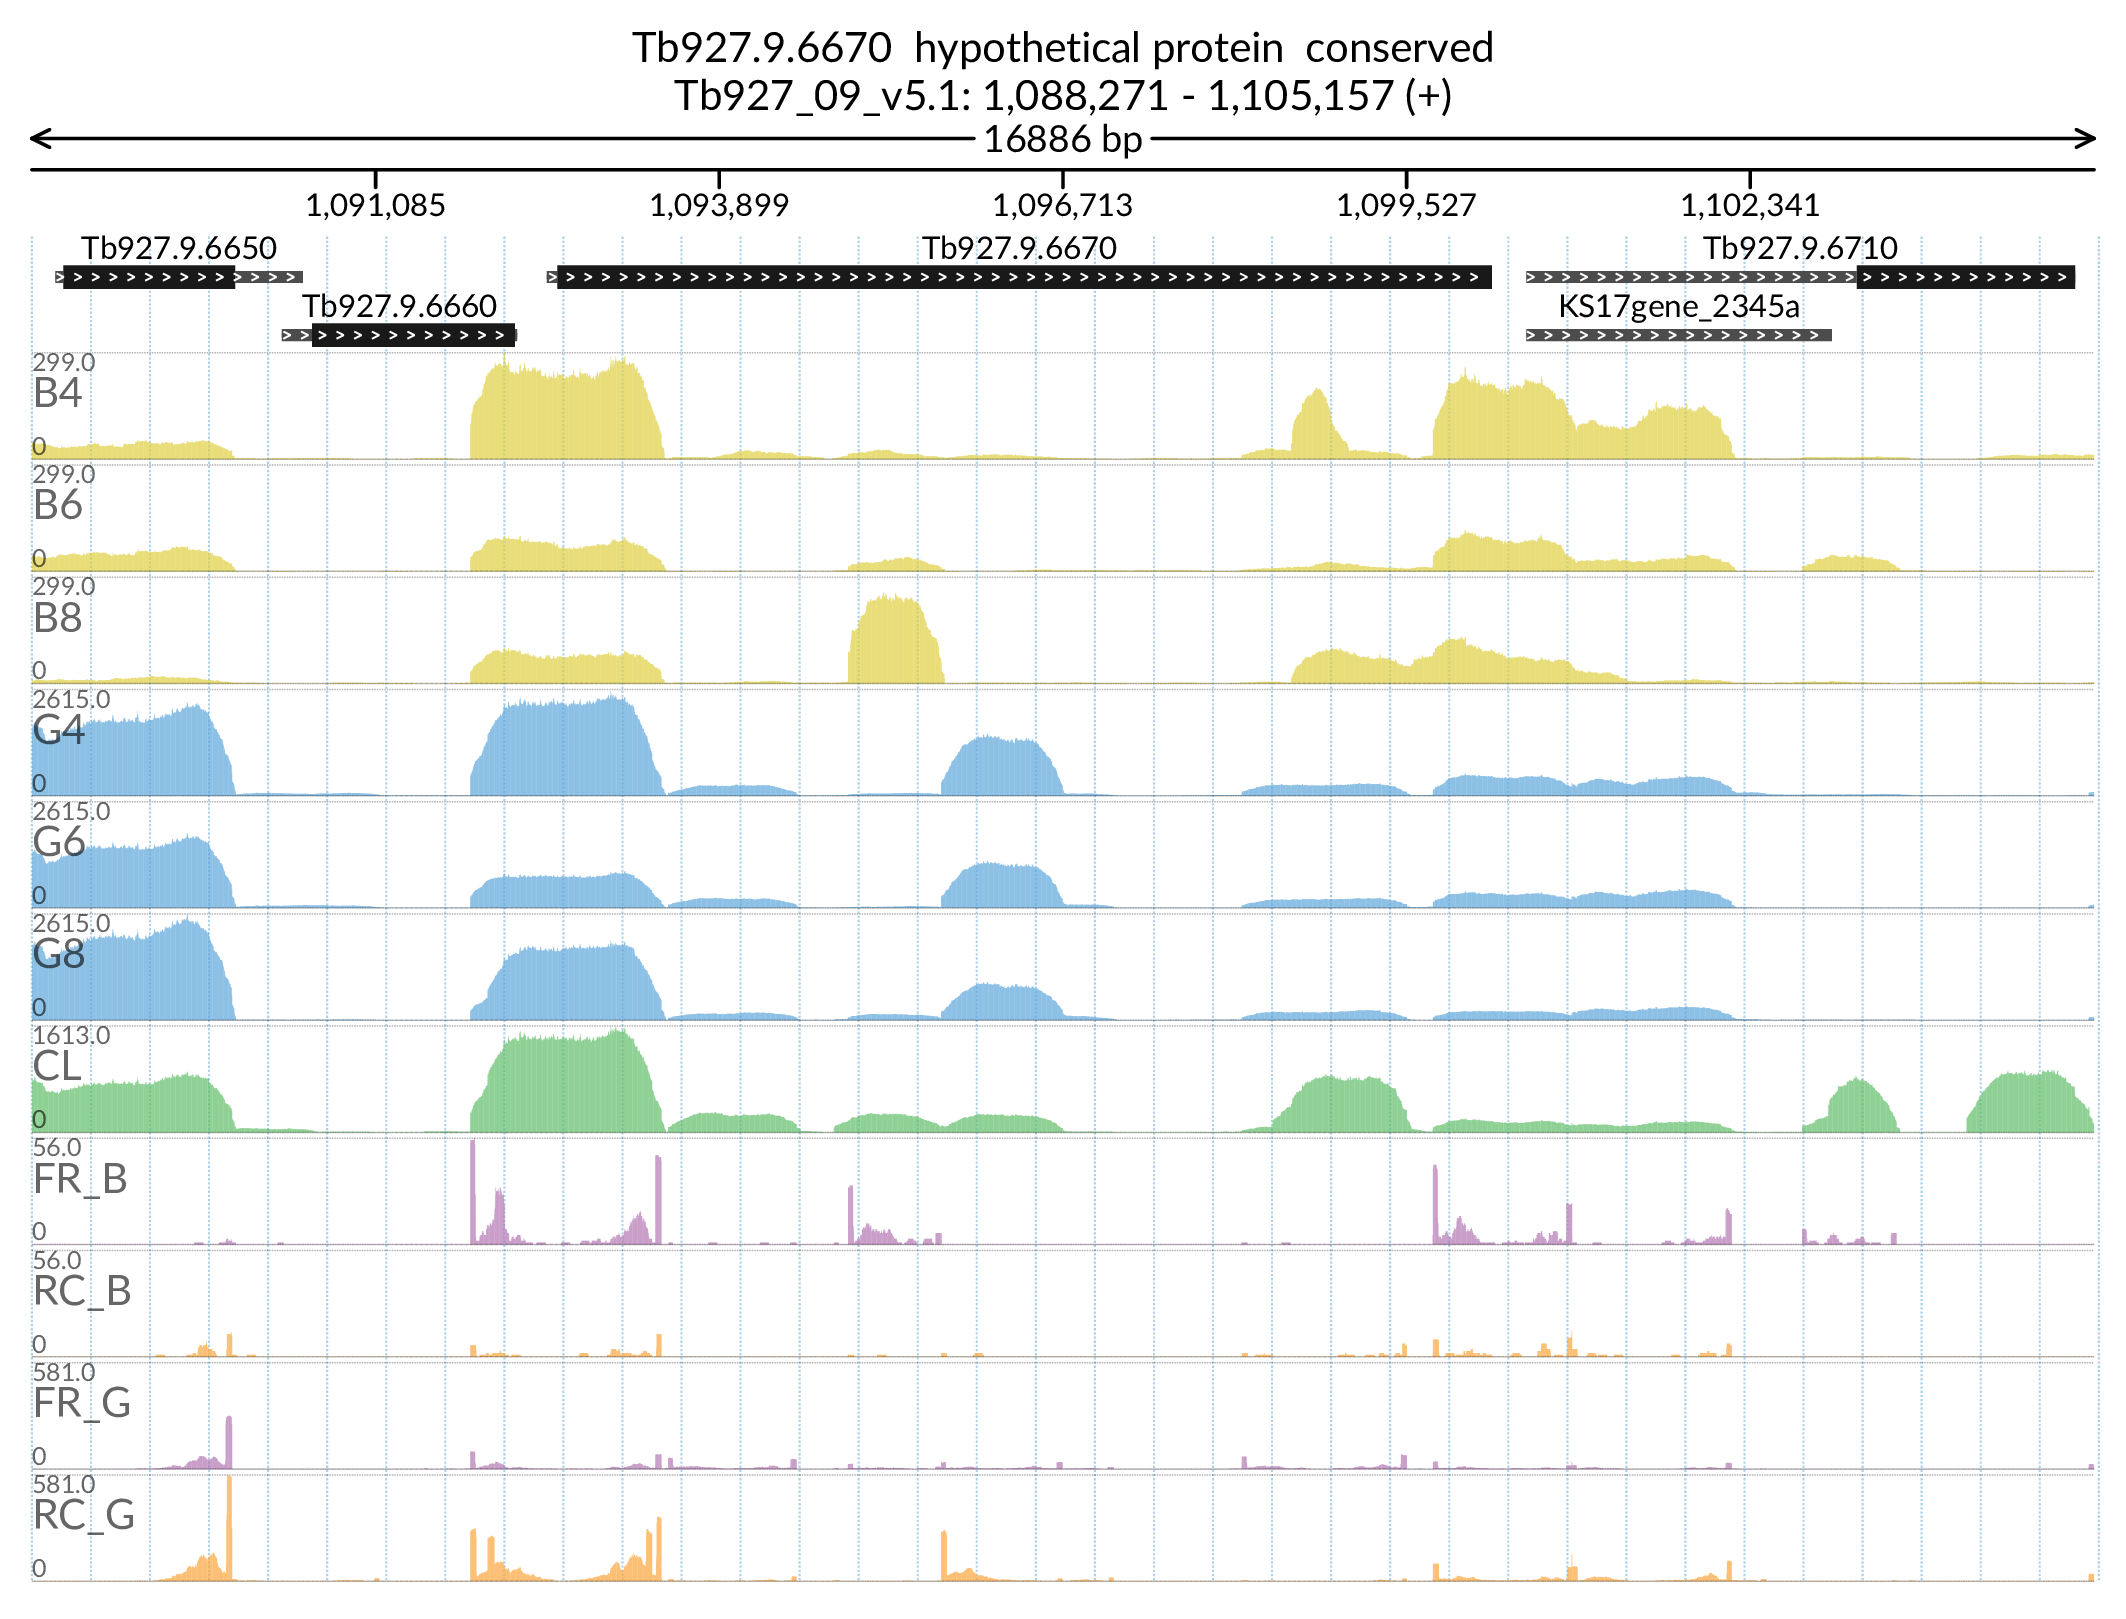 Tb927.9.6670  hypothetical protein  conserved
Tb927_09_v5.1: 1,088,271 - 1,105,157 (+)
16886 bp
1,091,085 1,093,899 1,096,713 1,099,527 1,102,341
Tb927.9.6650 Tb927.9.6670 Tb927.9.6710
Tb927.9.6660 KS17gene_2345a
299.0
B4
0
299.0
B6
0
299.0
B8
0
2615.0
G4
0
2615.0
G6
0
2615.0
G8
0
1613.0
CL
0
56.0
FR_B
0
56.0
RC_B
0
581.0
FR_G
0
581.0
RC_G
0